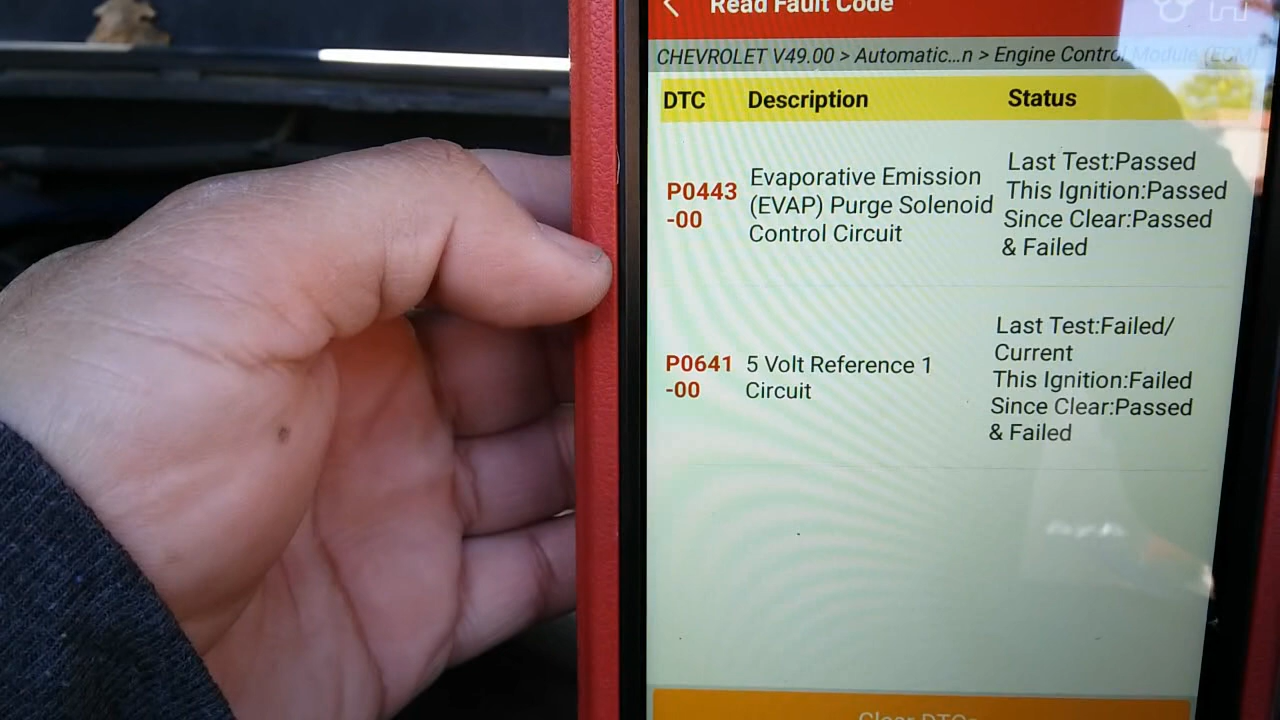 Read Fault Code
CHEVROLET V49.00 > Automatic...n > Engine Control Module (ECM)
DTC Description Status
P0443
-00
Evaporative Emission
(EVAP) Purge Solenoid
Control Circuit
Last Test:Passed
This Ignition:Passed
Since Clear:Passed
& Failed
P0641
-00
5 Volt Reference 1
Circuit
Last Test:Failed/
Current
This Ignition:Failed
Since Clear:Passed
& Failed
Clear DTCs